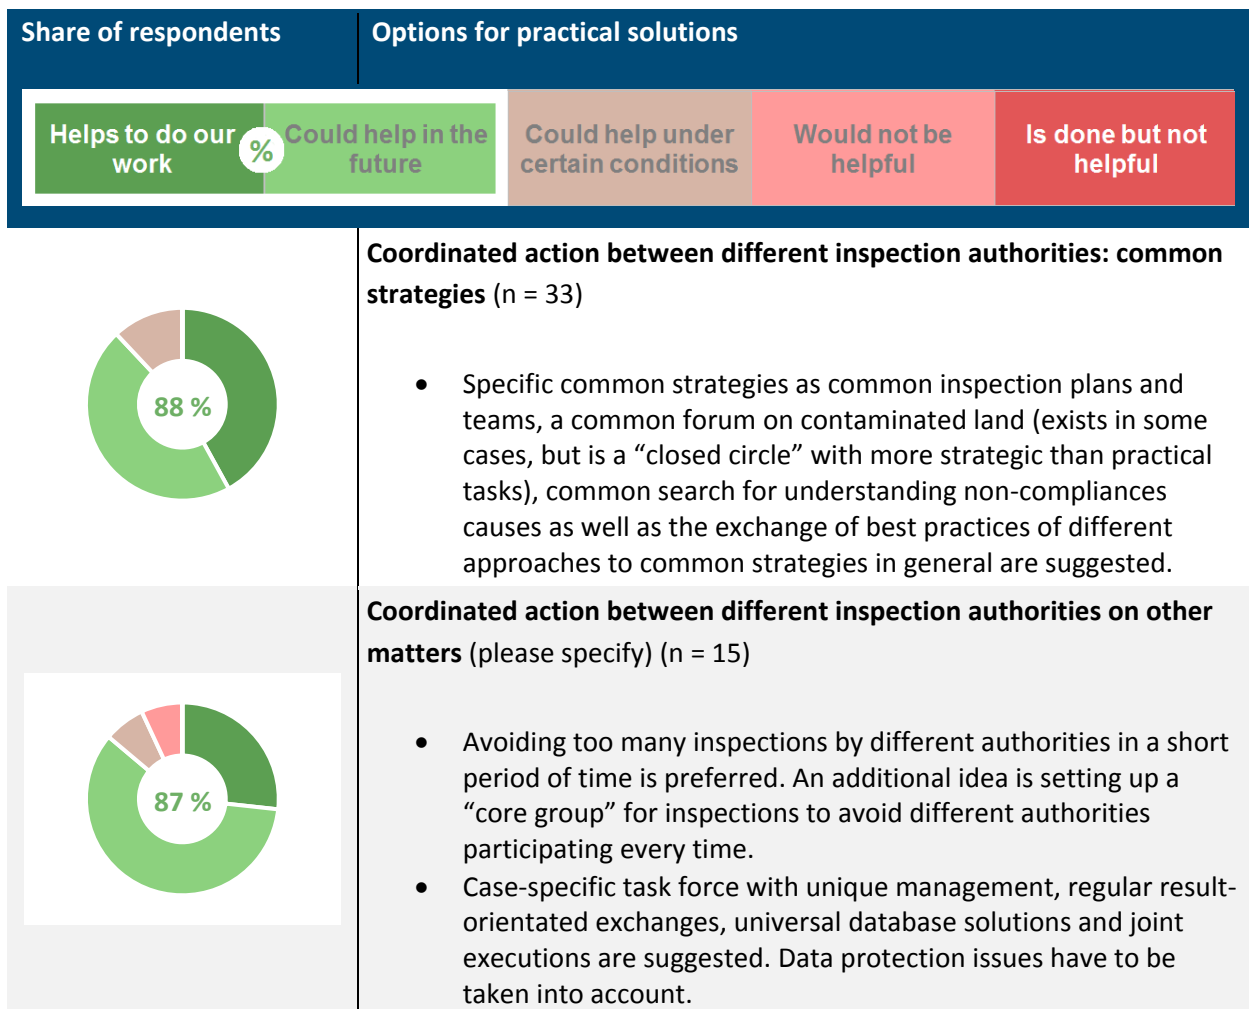 Share of respondents
Options for practical solutions
Helps to do our work
%
Could help in the future
Could help under certain conditions
Would not be helpful
Is done but not helpful
Coordinated action between different inspection authorities: common
strategies (n = 33)
88 %
• Specific common strategies as common inspection plans and
teams, a common forum on contaminated land (exists in some
cases, but is a “closed circle” with more strategic than practical
tasks), common search for understanding non-compliances
causes as well as the exchange of best practices of different
approaches to common strategies in general are suggested.
Coordinated action between different inspection authorities on other
matters (please specify) (n = 15)
87 %
• Avoiding too many inspections by different authorities in a short
period of time is preferred. An additional idea is setting up a
“core group” for inspections to avoid different authorities
participating every time.
• Case-specific task force with unique management, regular result-
orientated exchanges, universal database solutions and joint
executions are suggested. Data protection issues have to be
taken into account.